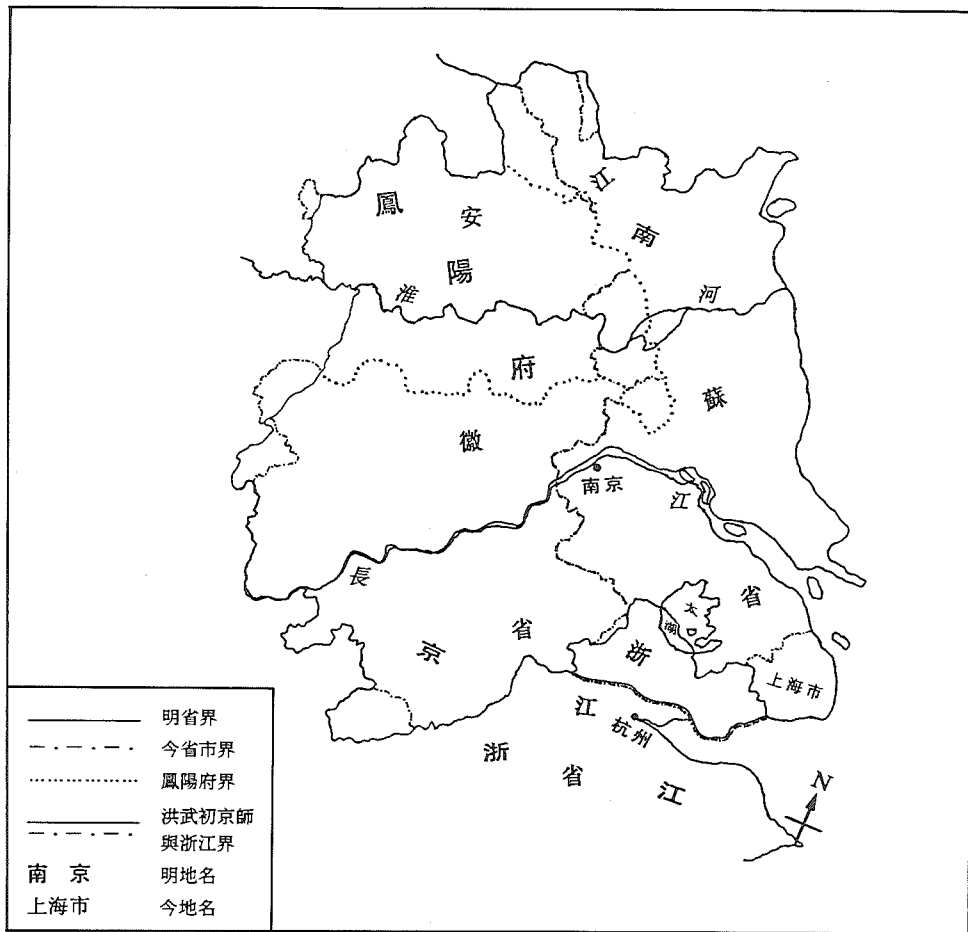 鳳陽府
安徽省
江蘇省
南京
淮河
南京
長江
太湖
浙江省
上海市
杭州
浙江
N
明省界
今省市界
鳳陽府界
洪武初京師
與浙江界
南京 明地名
上海市 今地名